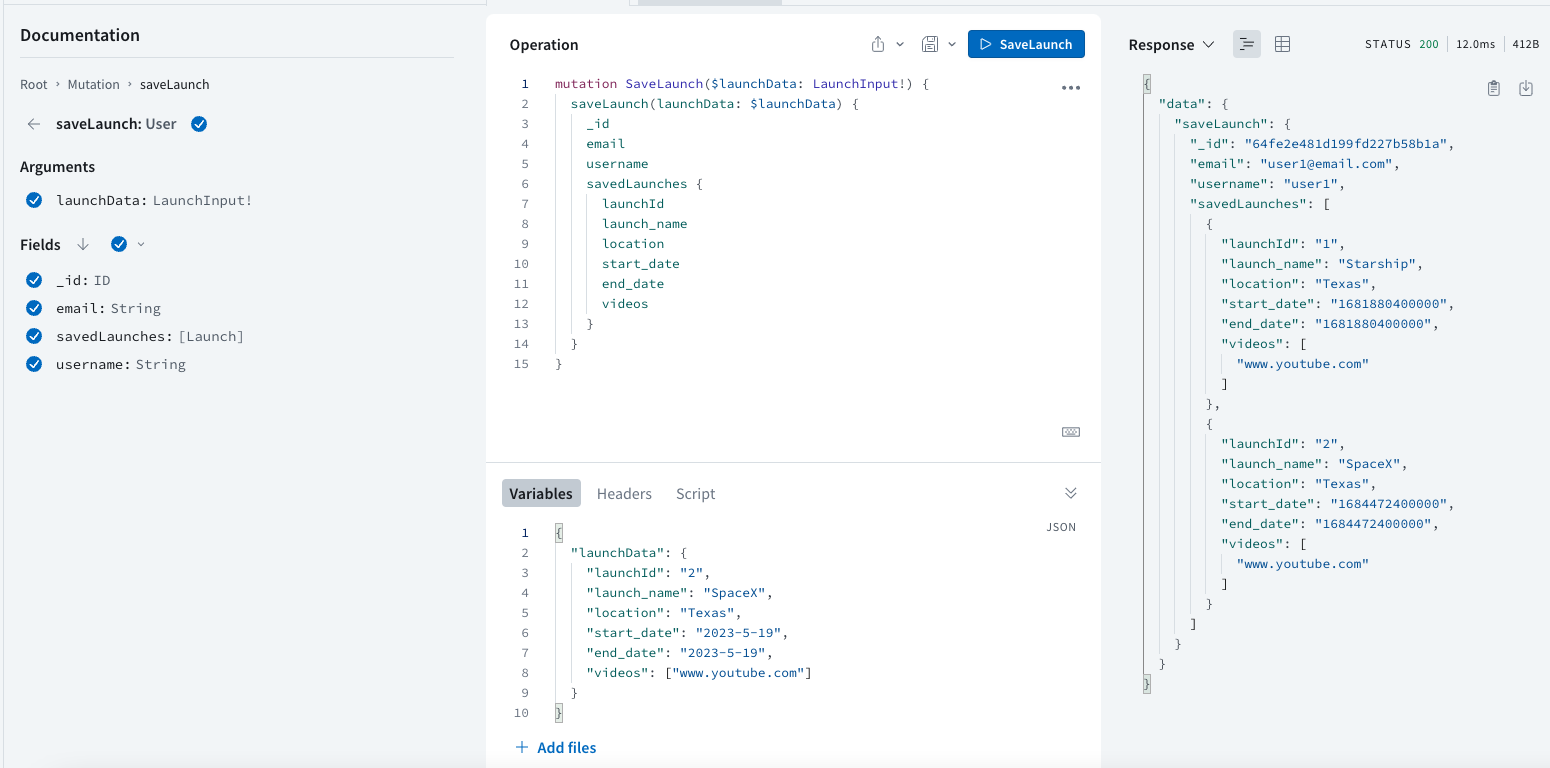 Documentation
Root › Mutation › saveLaunch
← saveLaunch: User
Arguments
launchData: LaunchInput!
Fields
_id: ID
email: String
savedLaunches: [Launch]
username: String
Operation
SaveLaunch
1 mutation SaveLaunch($launchData: LaunchInput!) {
2 saveLaunch(launchData: $launchData) {
3 _id
4 email
5 username
6 savedLaunches {
7 launchId
8 launch_name
9 location
10 start_date
11 end_date
12 videos
13 }
14 }
15 }
Variables Headers Script
JSON
1 {
2 "launchData": {
3 "launchId": "2",
4 "launch_name": "SpaceX",
5 "location": "Texas",
6 "start_date": "2023-5-19",
7 "end_date": "2023-5-19",
8 "videos": ["www.youtube.com"]
9 }
10 }
+ Add files
Response STATUS 200 12.0ms 412B
{
"data": {
"saveLaunch": {
"_id": "64fe2e481d199fd227b58b1a",
"email": "user1@email.com",
"username": "user1",
"savedLaunches": [
{
"launchId": "1",
"launch_name": "Starship",
"location": "Texas",
"start_date": "1681880400000",
"end_date": "1681880400000",
"videos": [
"www.youtube.com"
]
},
{
"launchId": "2",
"launch_name": "SpaceX",
"location": "Texas",
"start_date": "1684472400000",
"end_date": "1684472400000",
"videos": [
"www.youtube.com"
]
}
]
}
}
}